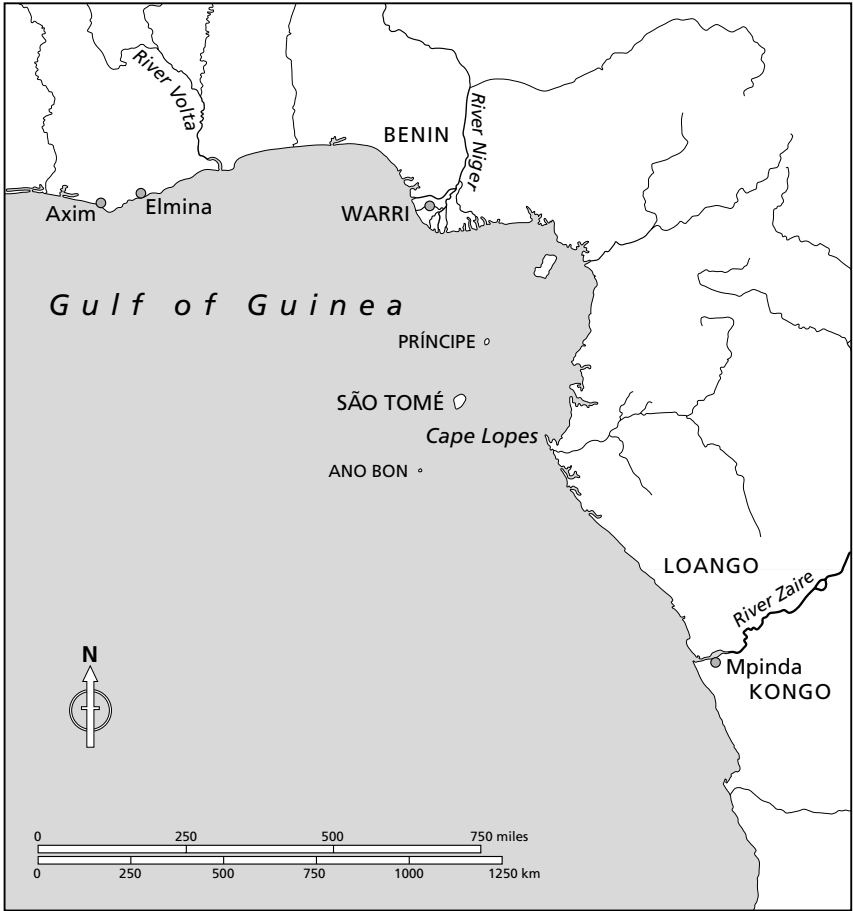 River Volta
BENIN
River Niger
Axim
Elmina
WARRI
Gulf of Guinea
PRÍNCIPE
SÃO TOMÉ
Cape Lopes
ANO BON
LOANGO
River Zaire
N
Mpinda
KONGO
0 250 500 750 miles
0 250 500 750 1000 1250 km